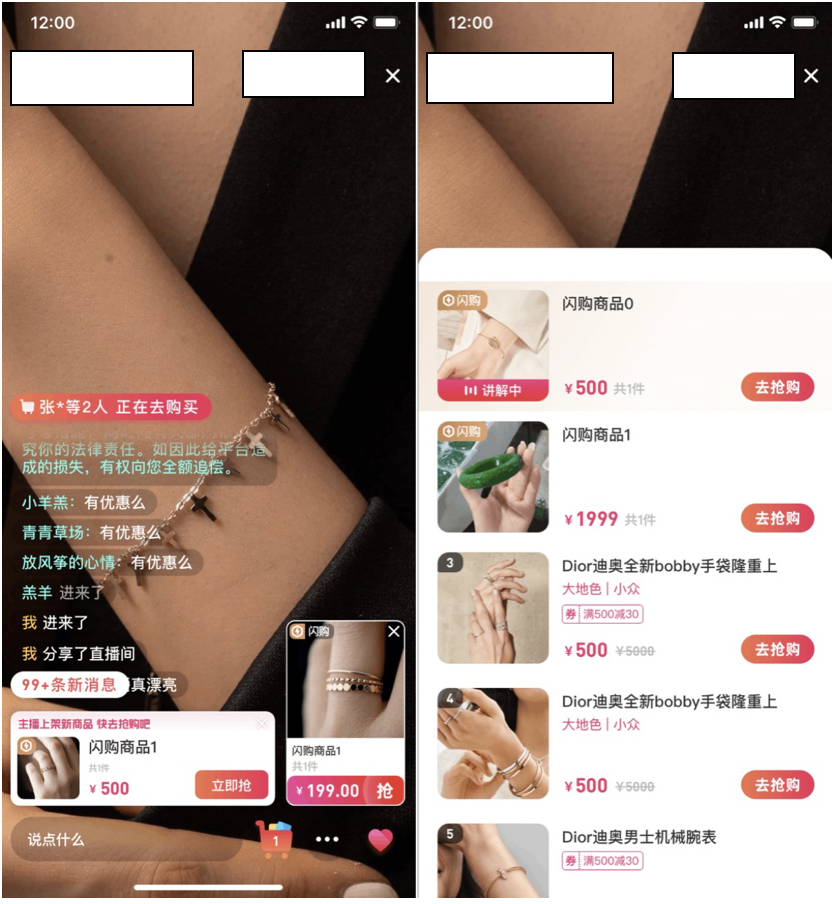 12:00
张*等2人 正在去购买
究你的法律责任。如因此给平台造
成的损失，有权向您全额追偿。
小羊羔：有优惠么
青青草场：有优惠么
放风筝的心情：有优惠么
羔羊 进来了
我 进来了
我 分享了直播间
99+条新消息 真漂亮
主播上架新商品 快去抢购吧
闪购商品1
共1件
¥500
立即抢
闪购
闪购商品1
共1件
¥199.00 抢
说点什么
1
12:00
闪购
讲解中
闪购商品0
¥500 共1件
去抢购
闪购
闪购商品1
¥1999 共1件
去抢购
3
Dior迪奥全新bobby手袋隆重上
大地色 | 小众
券 满500减30
¥500 ¥5000
去抢购
4
Dior迪奥全新bobby手袋隆重上
大地色 | 小众
¥500 ¥5000
去抢购
5
Dior迪奥男士机械腕表
券 满500减30